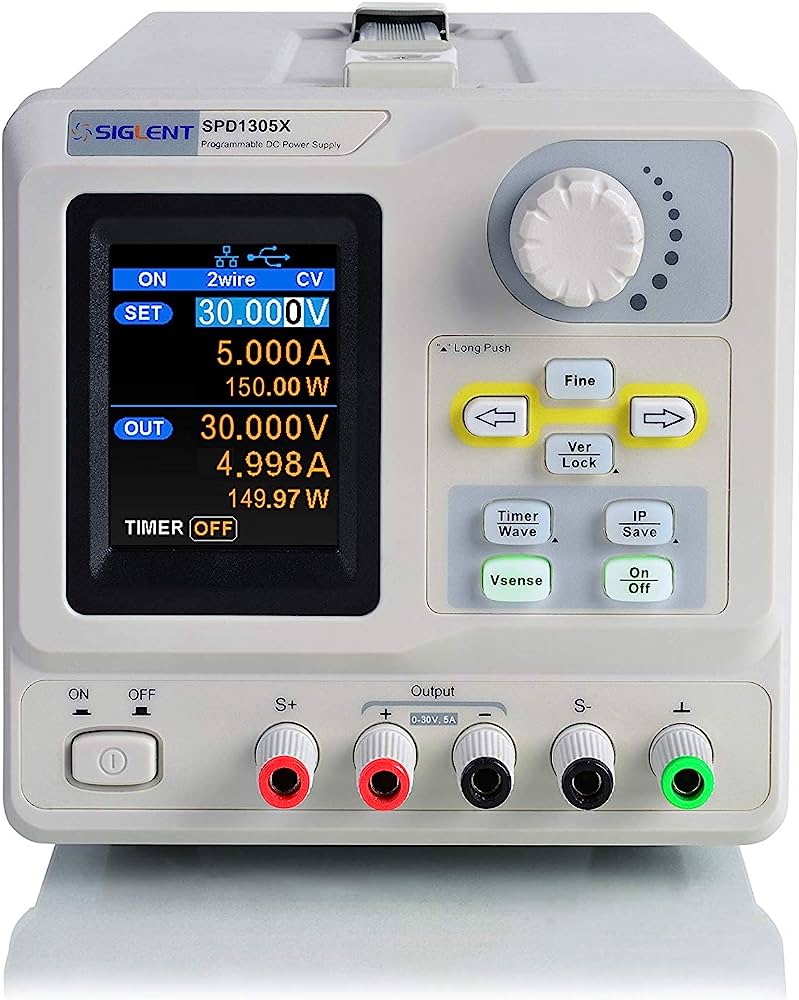 SIGLENT SPD1305X
Programmable DC Power Supply
ON 2wire CV
SET 30.000V
5.000A
150.00W
OUT 30.000V
4.998A
149.97W
TIMER OFF
"▲" Long Push
Fine
Ver
Lock
Timer
Wave
IP
Save
Vsense
On
Off
ON OFF
S+
Output
+ 0-30V, 5A −
S-